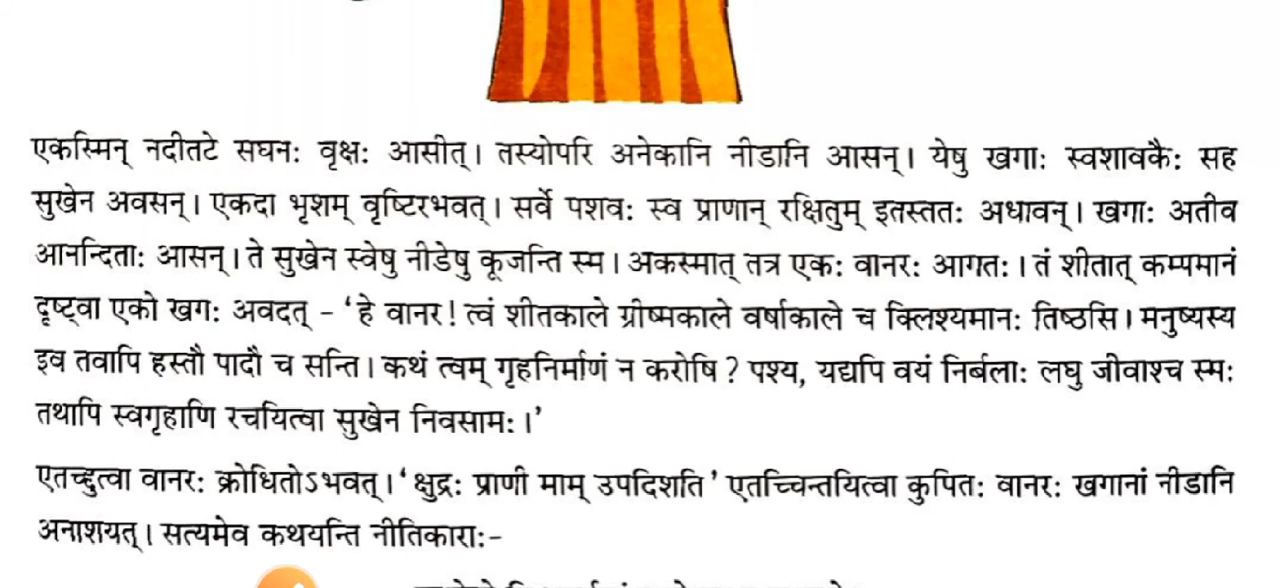 एकस्मिन् नदीतटे सघनः वृक्षः आसीत्। तस्योपरि अनेकानि नीडानि आसन्। येषु खगाः स्वशावकैः सह
सुखेन अवसन्। एकदा भृशम् वृष्टिरभवत्। सर्वे पशवः स्व प्राणान् रक्षितुम् इतस्ततः अधावन्। खगाः अतीव
आनन्दिताः आसन्। ते सुखेन स्वेषु नीडेषु कूजन्ति स्म। अकस्मात् तत्र एकः वानरः आगतः। तं शीतात् कम्पमानं
दृष्ट्वा एको खगः अवदत् - ‘हे वानर! त्वं शीतकाले ग्रीष्मकाले वर्षाकाले च क्लिश्यमानः तिष्ठसि। मनुष्यस्य
इव तवापि हस्तौ पादौ च सन्ति। कथं त्वम् गृहनिर्माणं न करोषि? पश्य, यद्यपि वयं निर्बलाः लघु जीवाश्च स्मः
तथापि स्वगृहाणि रचयित्वा सुखेन निवसामः।’
एतच्छ्रुत्वा वानरः क्रोधितोऽभवत्। ‘क्षुद्रः प्राणी माम् उपदिशति’ एतच्चिन्तयित्वा कुपितः वानरः खगानां नीडानि
अनाशयत्। सत्यमेव कथयन्ति नीतिकाराः-